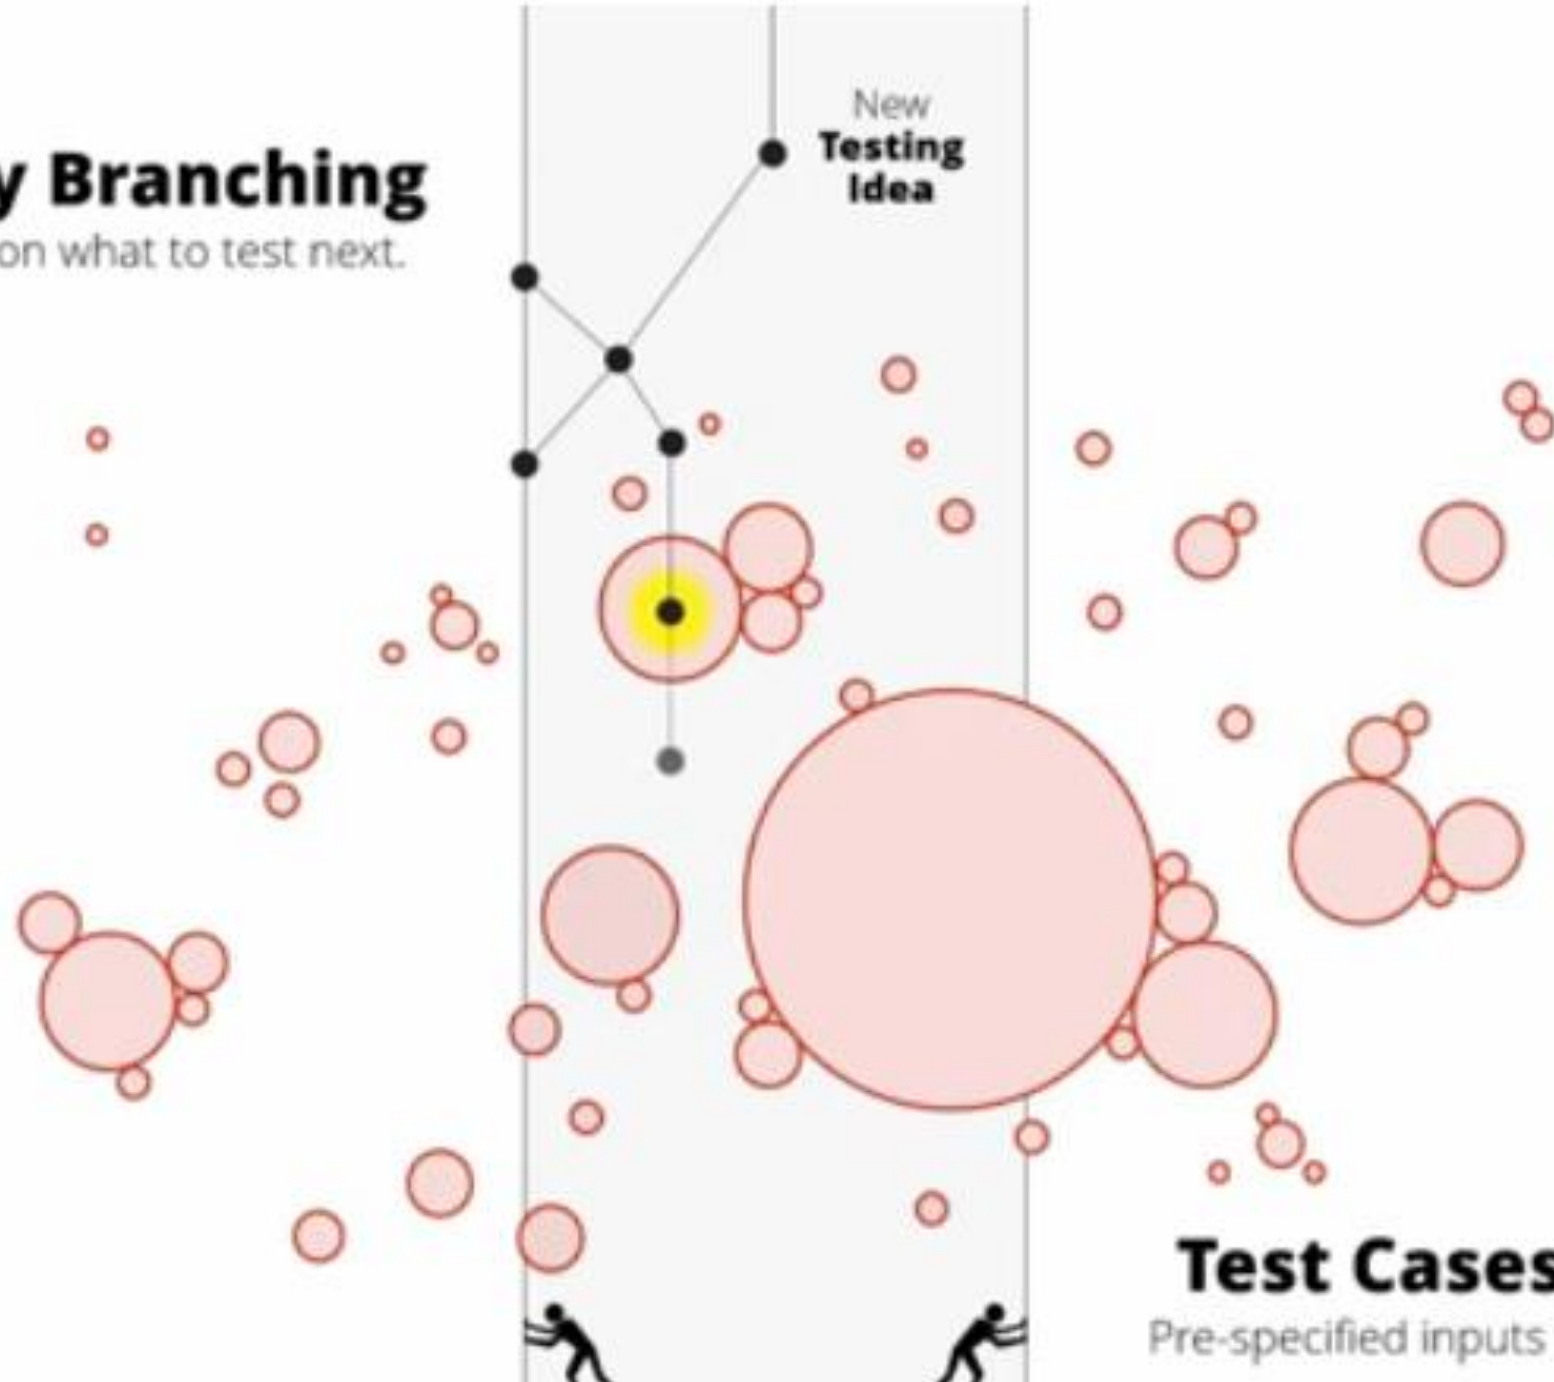 New
Testing
Idea
y Branching
on what to test next.
Test Cases
Pre-specified inputs